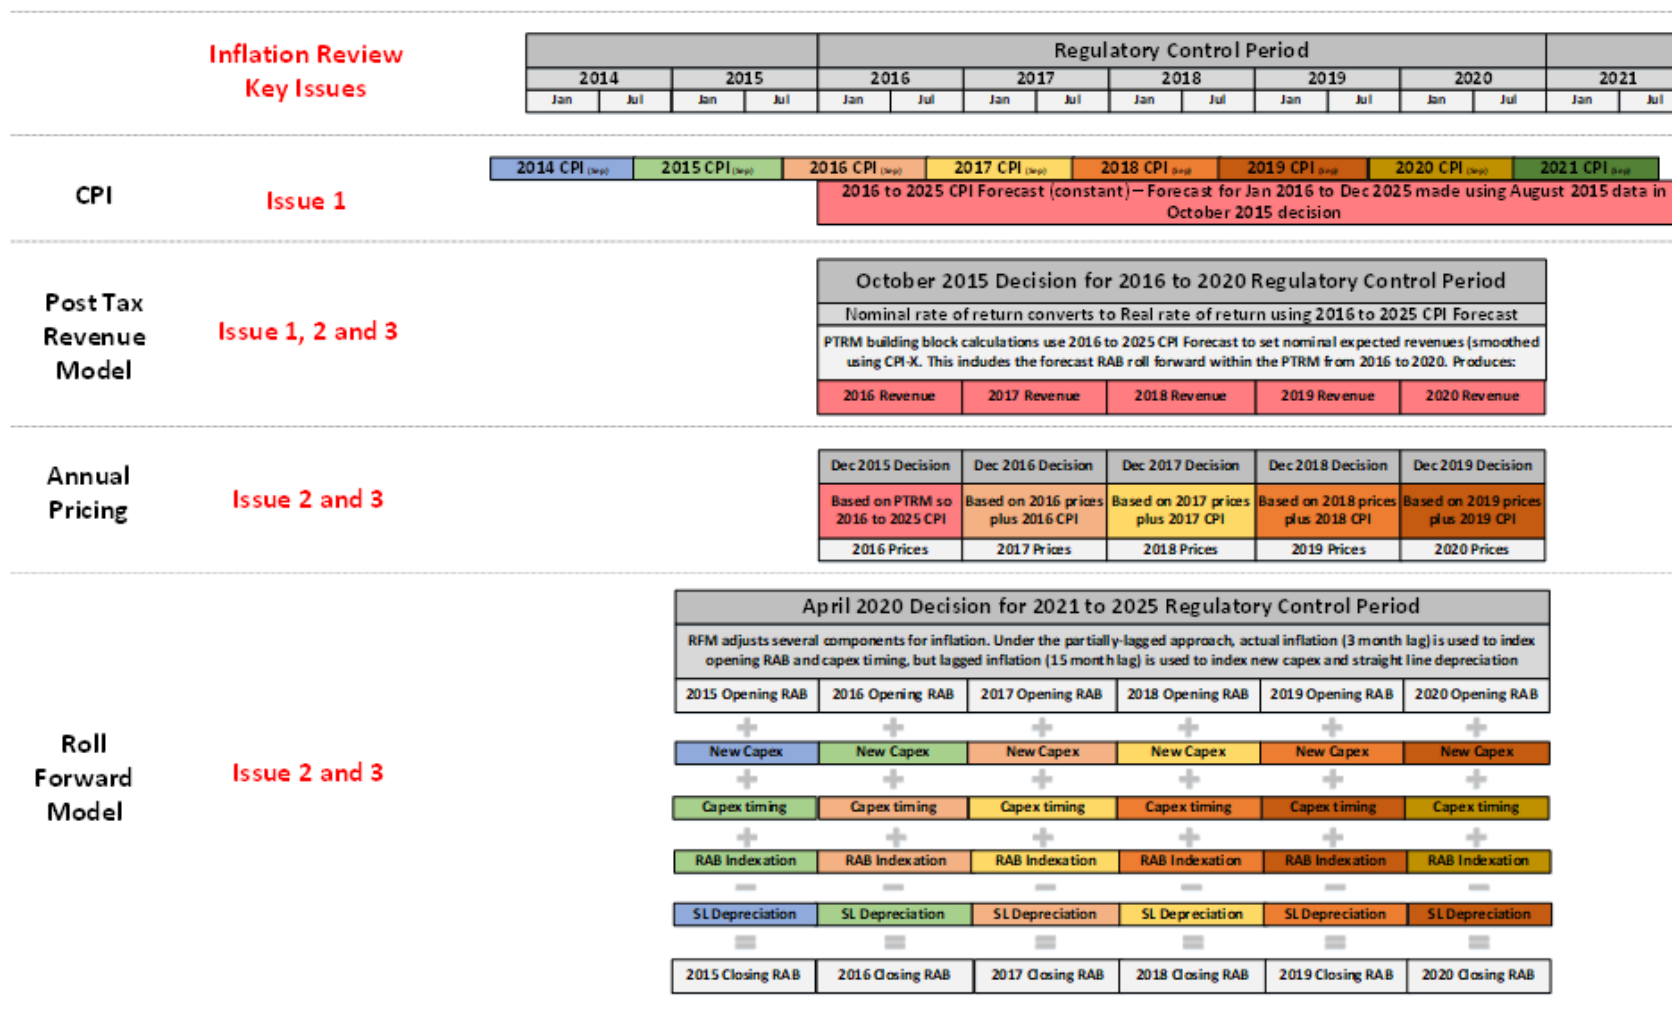 Inflation Review
Key Issues
Regulatory Control Period
2014 2015 2016 2017 2018 2019 2020 2021
Jan Jul Jan Jul Jan Jul Jan Jul Jan Jul Jan Jul Jan Jul Jan Jul
CPI
Issue 1
2014 CPI (Sep) 2015 CPI (Sep) 2016 CPI (Sep) 2017 CPI (Sep) 2018 CPI (Sep) 2019 CPI (Sep) 2020 CPI (Sep) 2021 CPI (Sep)
2016 to 2025 CPI Forecast (constant) – Forecast for Jan 2016 to Dec 2025 made using August 2015 data in
October 2015 decision
Post Tax
Revenue
Model
Issue 1, 2 and 3
October 2015 Decision for 2016 to 2020 Regulatory Control Period
Nominal rate of return converts to Real rate of return using 2016 to 2025 CPI Forecast
PTRM building block calculations use 2016 to 2025 CPI Forecast to set nominal expected revenues (smoothed
using CPI-X. This includes the forecast RAB roll forward within the PTRM from 2016 to 2020. Produces:
2016 Revenue 2017 Revenue 2018 Revenue 2019 Revenue 2020 Revenue
Annual
Pricing
Issue 2 and 3
Dec 2015 Decision Dec 2016 Decision Dec 2017 Decision Dec 2018 Decision Dec 2019 Decision
Based on PTRM so Based on 2016 prices Based on 2017 prices Based on 2018 prices Based on 2019 prices
2016 to 2025 CPI plus 2016 CPI plus 2017 CPI plus 2018 CPI plus 2019 CPI
2016 Prices 2017 Prices 2018 Prices 2019 Prices 2020 Prices
Roll
Forward
Model
Issue 2 and 3
April 2020 Decision for 2021 to 2025 Regulatory Control Period
RFM adjusts several components for inflation. Under the partially-lagged approach, actual inflation (3 month lag) is used to index
opening RAB and capex timing, but lagged inflation (15 month lag) is used to index new capex and straight line depreciation
2015 Opening RAB 2016 Opening RAB 2017 Opening RAB 2018 Opening RAB 2019 Opening RAB 2020 Opening RAB
+ + + + + +
New Capex New Capex New Capex New Capex New Capex New Capex
+ + + + + +
Capex timing Capex timing Capex timing Capex timing Capex timing Capex timing
+ + + + + +
RAB Indexation RAB Indexation RAB Indexation RAB Indexation RAB Indexation RAB Indexation
– – – – – –
SL Depreciation SL Depreciation SL Depreciation SL Depreciation SL Depreciation SL Depreciation
= = = = = =
2015 Closing RAB 2016 Closing RAB 2017 Closing RAB 2018 Closing RAB 2019 Closing RAB 2020 Closing RAB